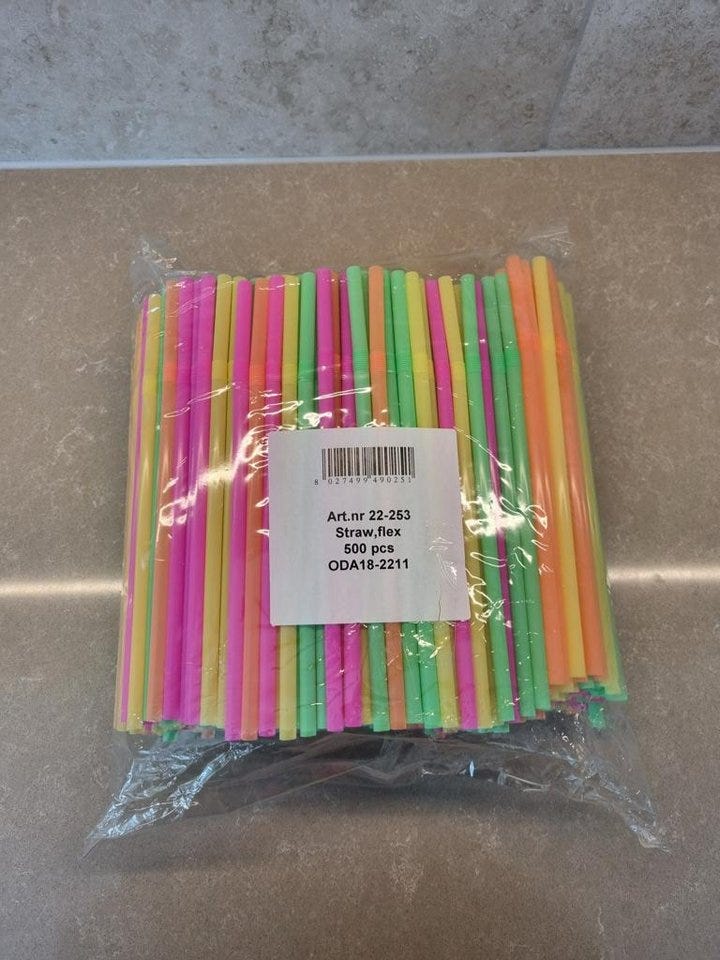 8 027499 490251
Art.nr 22-253
Straw,flex
500 pcs
ODA18-2211